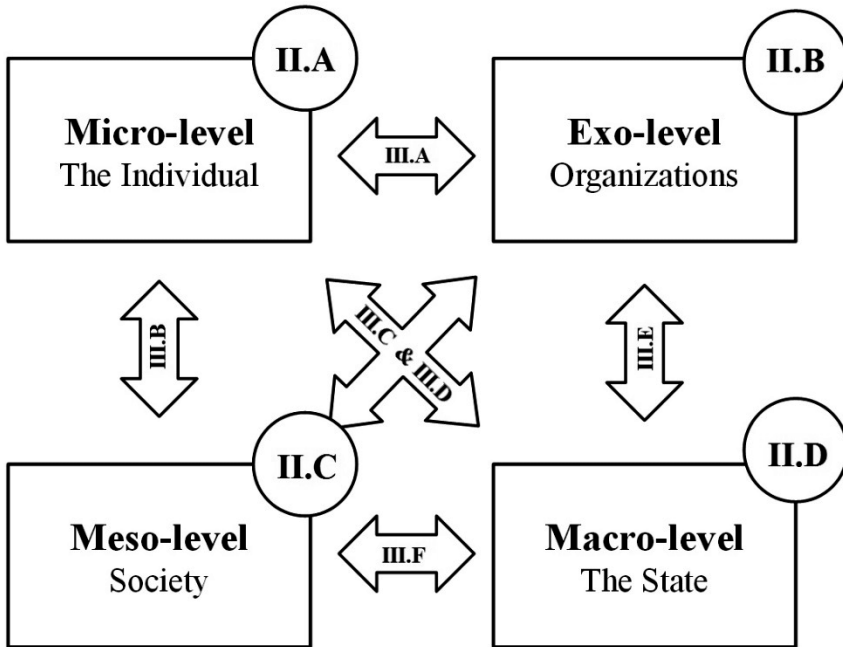 II.A
II.B
Micro-level
The Individual
III.A
Exo-level
Organizations
III.B
III.C & III.D
III.E
II.C
II.D
Meso-level
Society
III.F
Macro-level
The State